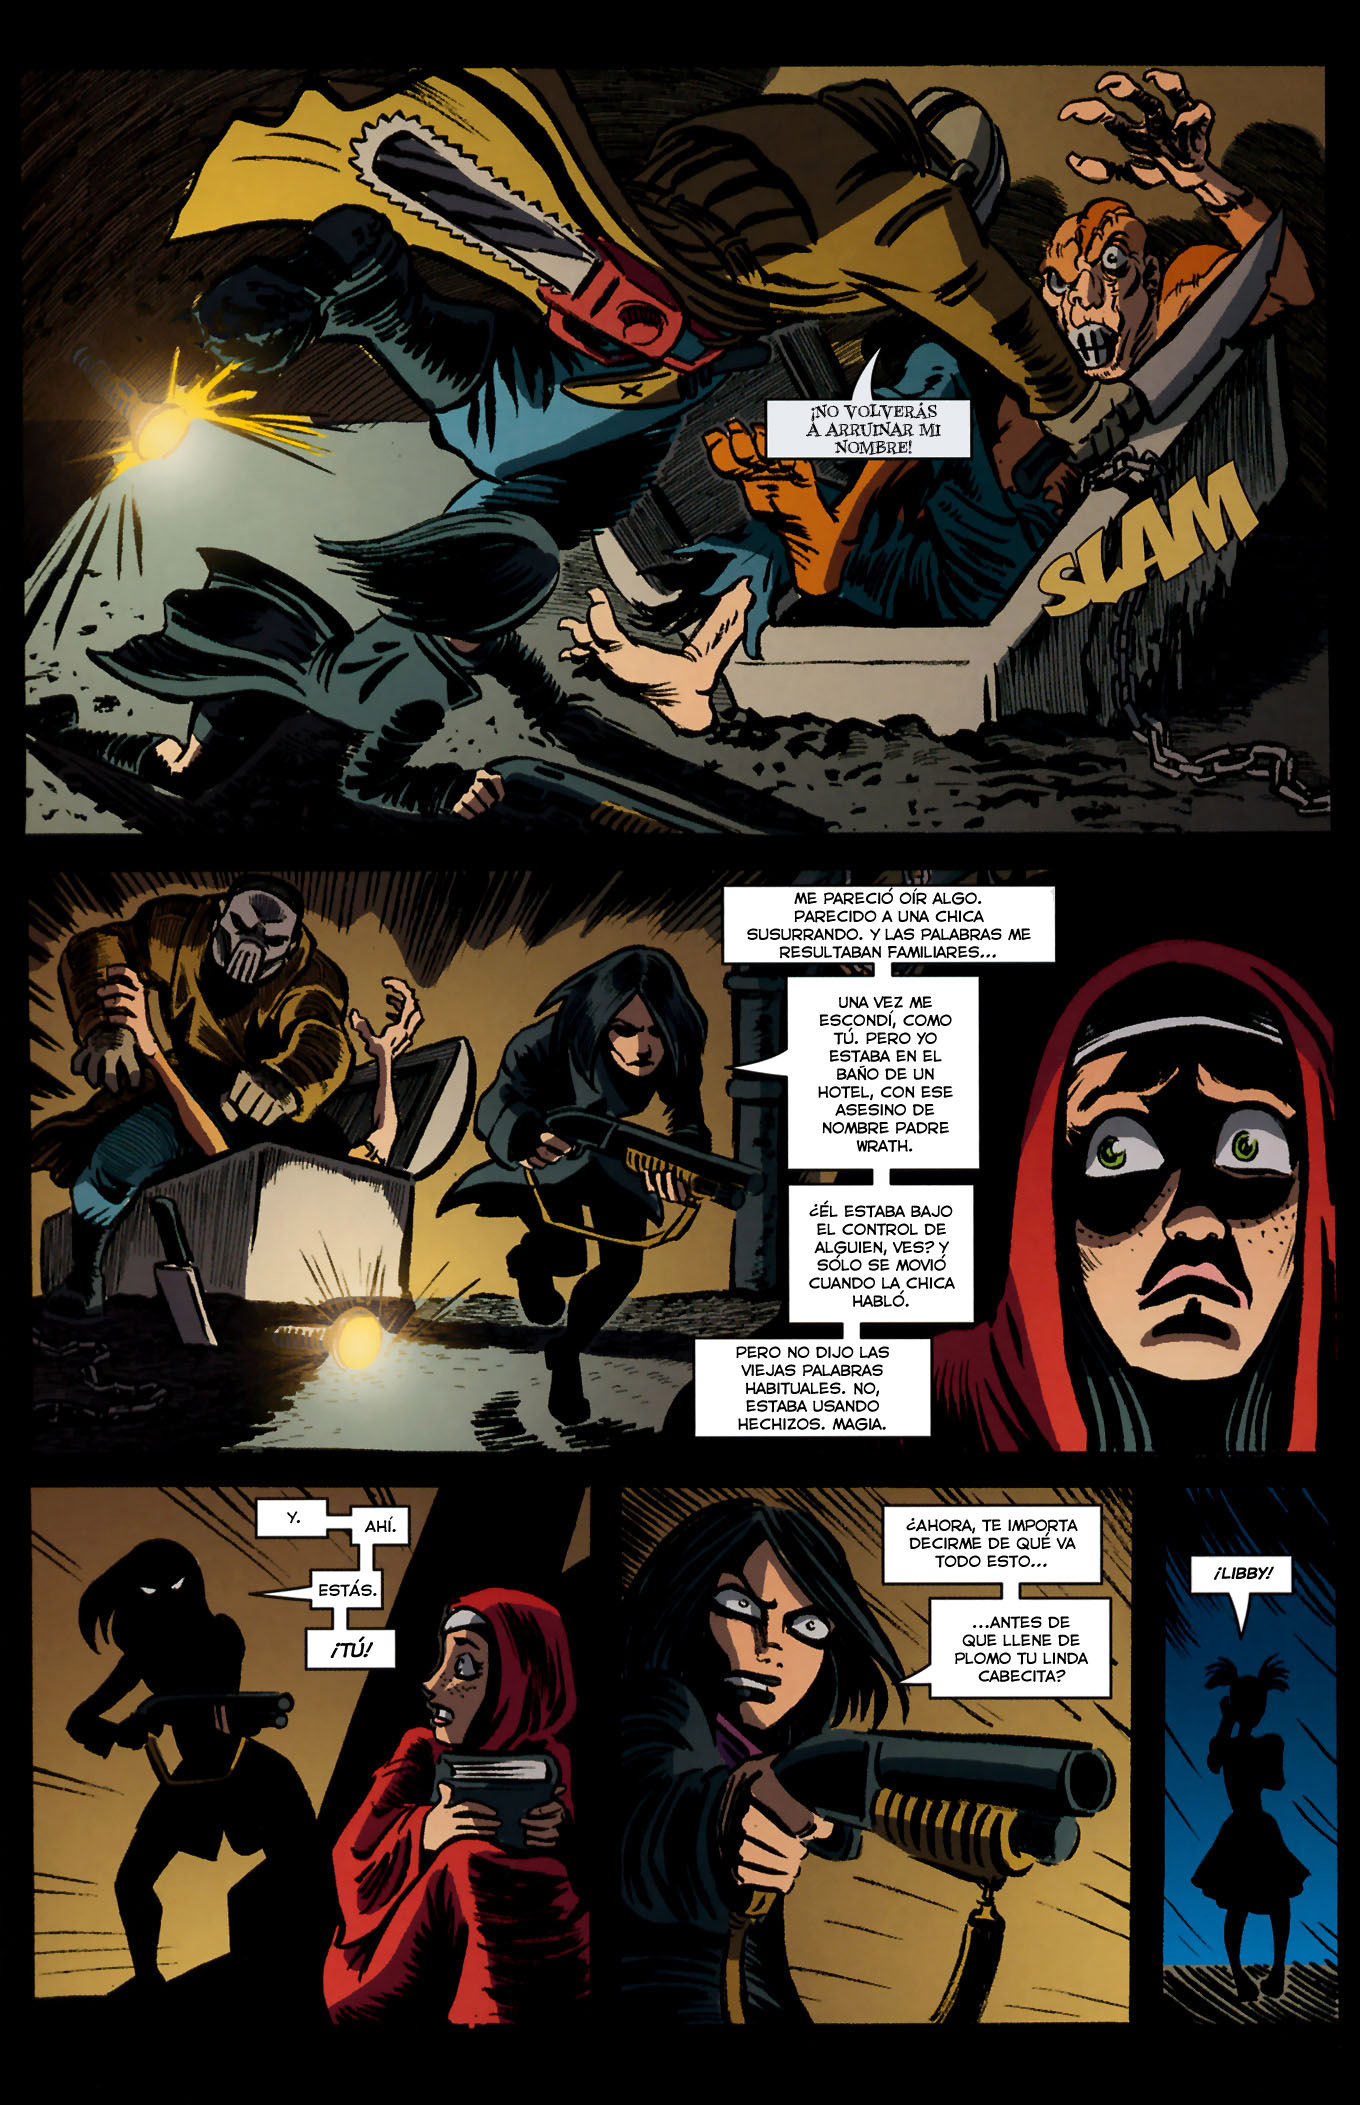 ¡NO VOLVERÁS
A ARRUINAR MI
NOMBRE!
SLAM
ME PARECIÓ OÍR ALGO.
PARECIDO A UNA CHICA
SUSURRANDO. Y LAS PALABRAS ME
RESULTABAN FAMILIARES...
UNA VEZ ME
ESCONDÍ, COMO
TÚ. PERO YO
ESTABA EN EL
BAÑO DE UN
HOTEL, CON ESE
ASESINO DE
NOMBRE PADRE
WRATH.
¿ÉL ESTABA BAJO
EL CONTROL DE
ALGUIEN, VES? Y
SÓLO SE MOVIÓ
CUANDO LA CHICA
HABLÓ.
PERO NO DIJO LAS
VIEJAS PALABRAS
HABITUALES. NO,
ESTABA USANDO
HECHIZOS. MAGIA.
Y.
AHÍ.
ESTÁS.
¡TÚ!
¿AHORA, TE IMPORTA
DECIRME DE QUÉ VA
TODO ESTO...
...ANTES DE
QUE LLENE DE
PLOMO TU LINDA
CABECITA?
¡LIBBY!